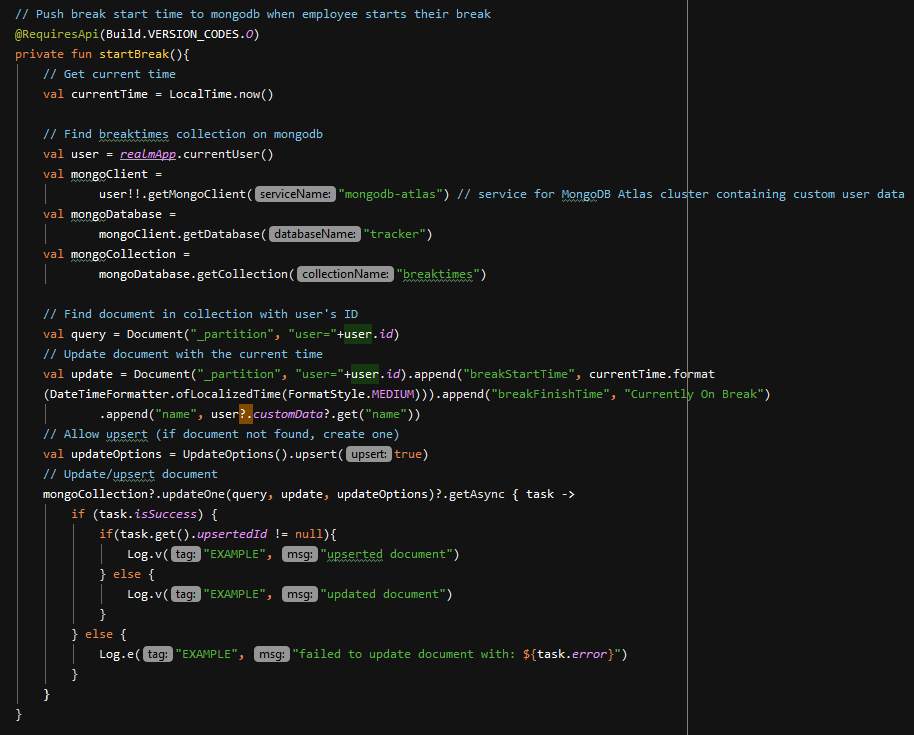 // Push break start time to mongodb when employee starts their break
@RequiresApi(Build.VERSION_CODES.O)
private fun startBreak(){
// Get current time
val currentTime = LocalTime.now()
// Find breaktimes collection on mongodb
val user = realmApp.currentUser()
val mongoClient =
user!!.getMongoClient( serviceName: "mongodb-atlas") // service for MongoDB Atlas cluster containing custom user data
val mongoDatabase =
mongoClient.getDatabase( databaseName: "tracker")
val mongoCollection =
mongoDatabase.getCollection( collectionName: "breaktimes")
// Find document in collection with user's ID
val query = Document("_partition", "user="+user.id)
// Update document with the current time
val update = Document("_partition", "user="+user.id).append("breakStartTime", currentTime.format
(DateTimeFormatter.ofLocalizedTime(FormatStyle.MEDIUM))).append("breakFinishTime", "Currently On Break")
.append("name", user?.customData?.get("name"))
// Allow upsert (if document not found, create one)
val updateOptions = UpdateOptions().upsert( upsert: true)
// Update/upsert document
mongoCollection?.updateOne(query, update, updateOptions)?.getAsync { task ->
if (task.isSuccess) {
if(task.get().upsertedId != null){
Log.v( tag: "EXAMPLE", msg: "upserted document")
} else {
Log.v( tag: "EXAMPLE", msg: "updated document")
}
} else {
Log.e( tag: "EXAMPLE", msg: "failed to update document with: ${task.error}")
}
}
}